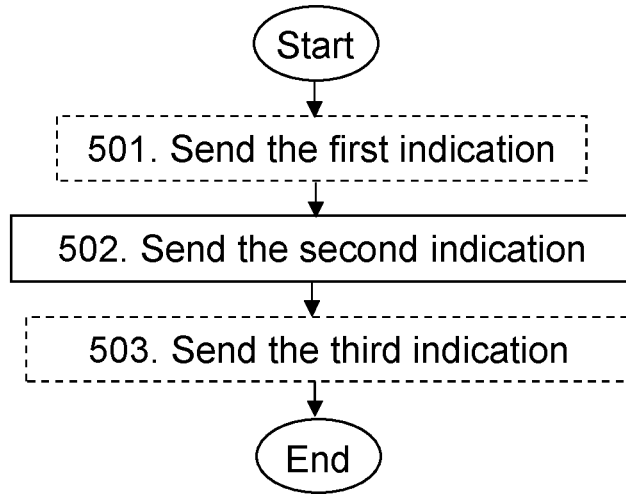 Start
501. Send the first indication
502. Send the second indication
503. Send the third indication
End